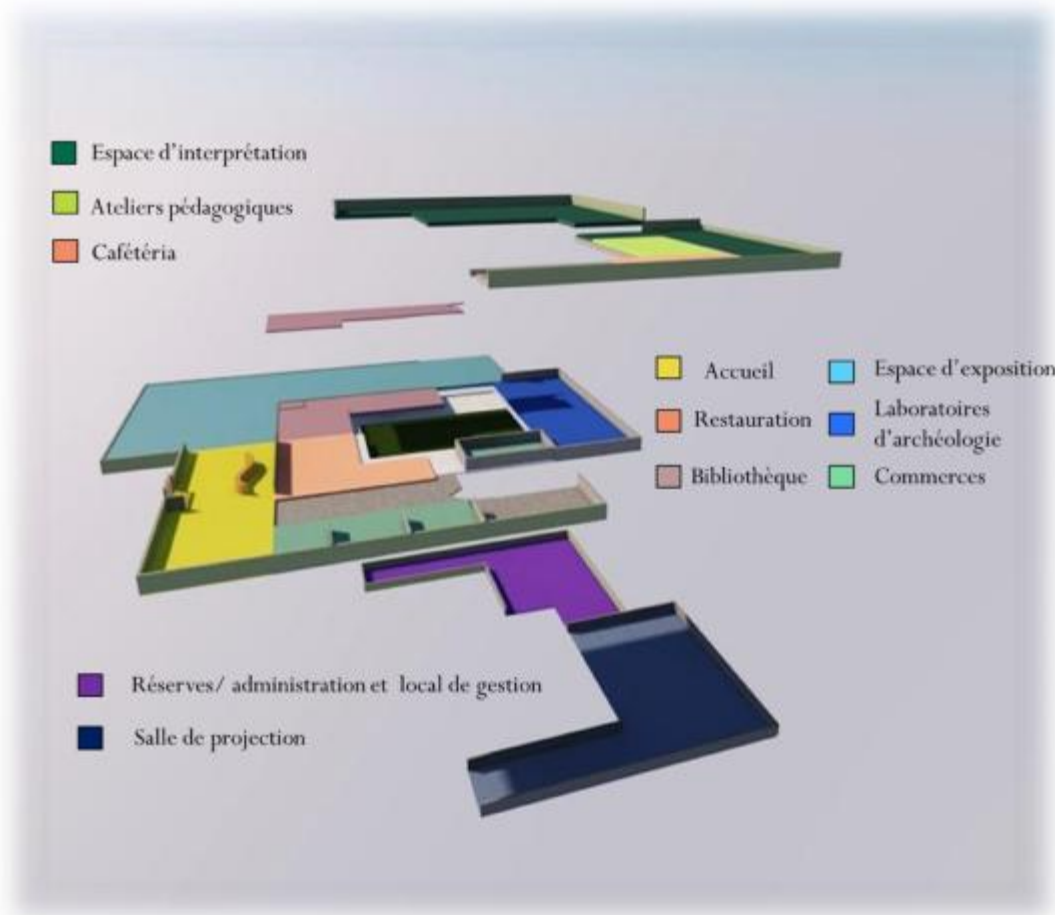 Espace d'interprétation
Ateliers pédagogiques
Cafétéria
Accueil
Espace d'exposition
Restauration
Laboratoires
d'archéologie
Bibliothèque
Commerces
Réserves/ administration et local de gestion
Salle de projection